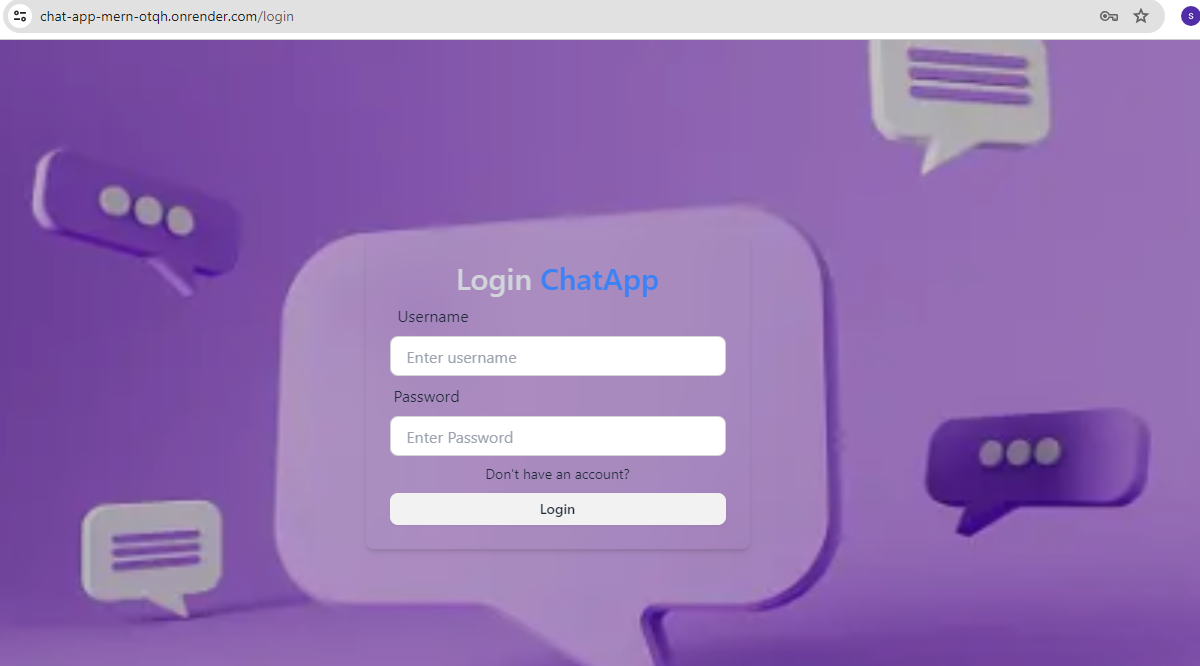 chat-app-mern-otqh.onrender.com/login
s
Login ChatApp
Username
Enter username
Password
Enter Password
Don't have an account?
Login